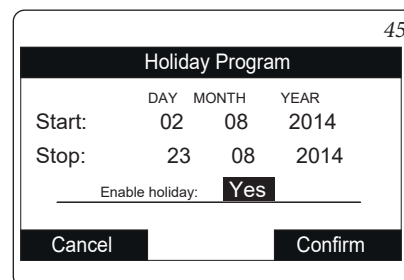 45
Holiday Program
DAY MONTH YEAR
Start: 02 08 2014
Stop: 23 08 2014
Enable holiday: Yes
Cancel Confirm